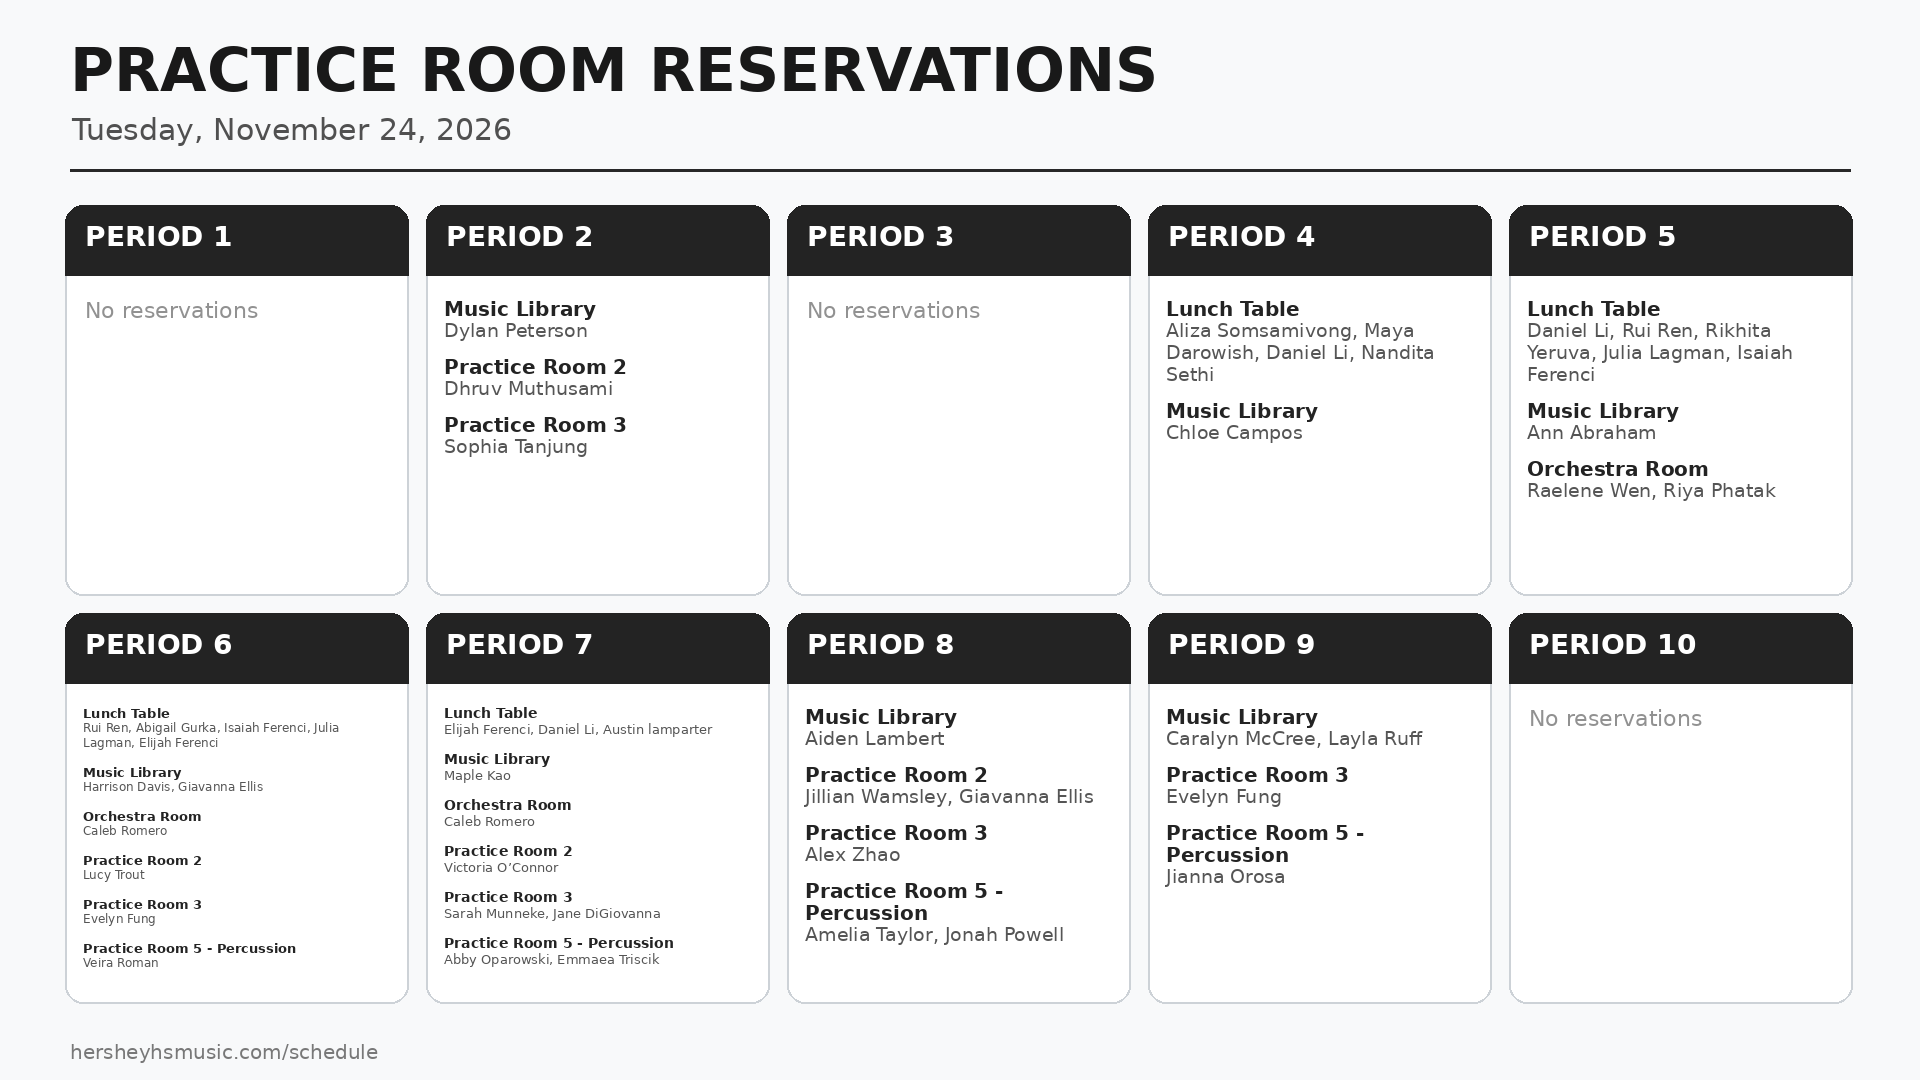 PRACTICE ROOM RESERVATIONS
Tuesday, November 24, 2026
PERIOD 1
No reservations
PERIOD 2
Music Library
Dylan Peterson
Practice Room 2
Dhruv Muthusami
Practice Room 3
Sophia Tanjung
PERIOD 3
No reservations
PERIOD 4
Lunch Table
Aliza Somsamivong, Maya
Darowish, Daniel Li, Nandita
Sethi
Music Library
Chloe Campos
PERIOD 5
Lunch Table
Daniel Li, Rui Ren, Rikhita
Yeruva, Julia Lagman, Isaiah
Ferenci
Music Library
Ann Abraham
Orchestra Room
Raelene Wen, Riya Phatak
PERIOD 6
Lunch Table
Rui Ren, Abigail Gurka, Isaiah Ferenci, Julia
Lagman, Elijah Ferenci
Music Library
Harrison Davis, Giavanna Ellis
Orchestra Room
Caleb Romero
Practice Room 2
Lucy Trout
Practice Room 3
Evelyn Fung
Practice Room 5 - Percussion
Veira Roman
PERIOD 7
Lunch Table
Elijah Ferenci, Daniel Li, Austin lamparter
Music Library
Maple Kao
Orchestra Room
Caleb Romero
Practice Room 2
Victoria O’Connor
Practice Room 3
Sarah Munneke, Jane DiGiovanna
Practice Room 5 - Percussion
Abby Oparowski, Emmaea Triscik
PERIOD 8
Music Library
Aiden Lambert
Practice Room 2
Jillian Wamsley, Giavanna Ellis
Practice Room 3
Alex Zhao
Practice Room 5 -
Percussion
Amelia Taylor, Jonah Powell
PERIOD 9
Music Library
Caralyn McCree, Layla Ruff
Practice Room 3
Evelyn Fung
Practice Room 5 -
Percussion
Jianna Orosa
PERIOD 10
No reservations
hersheyhsmusic.com/schedule